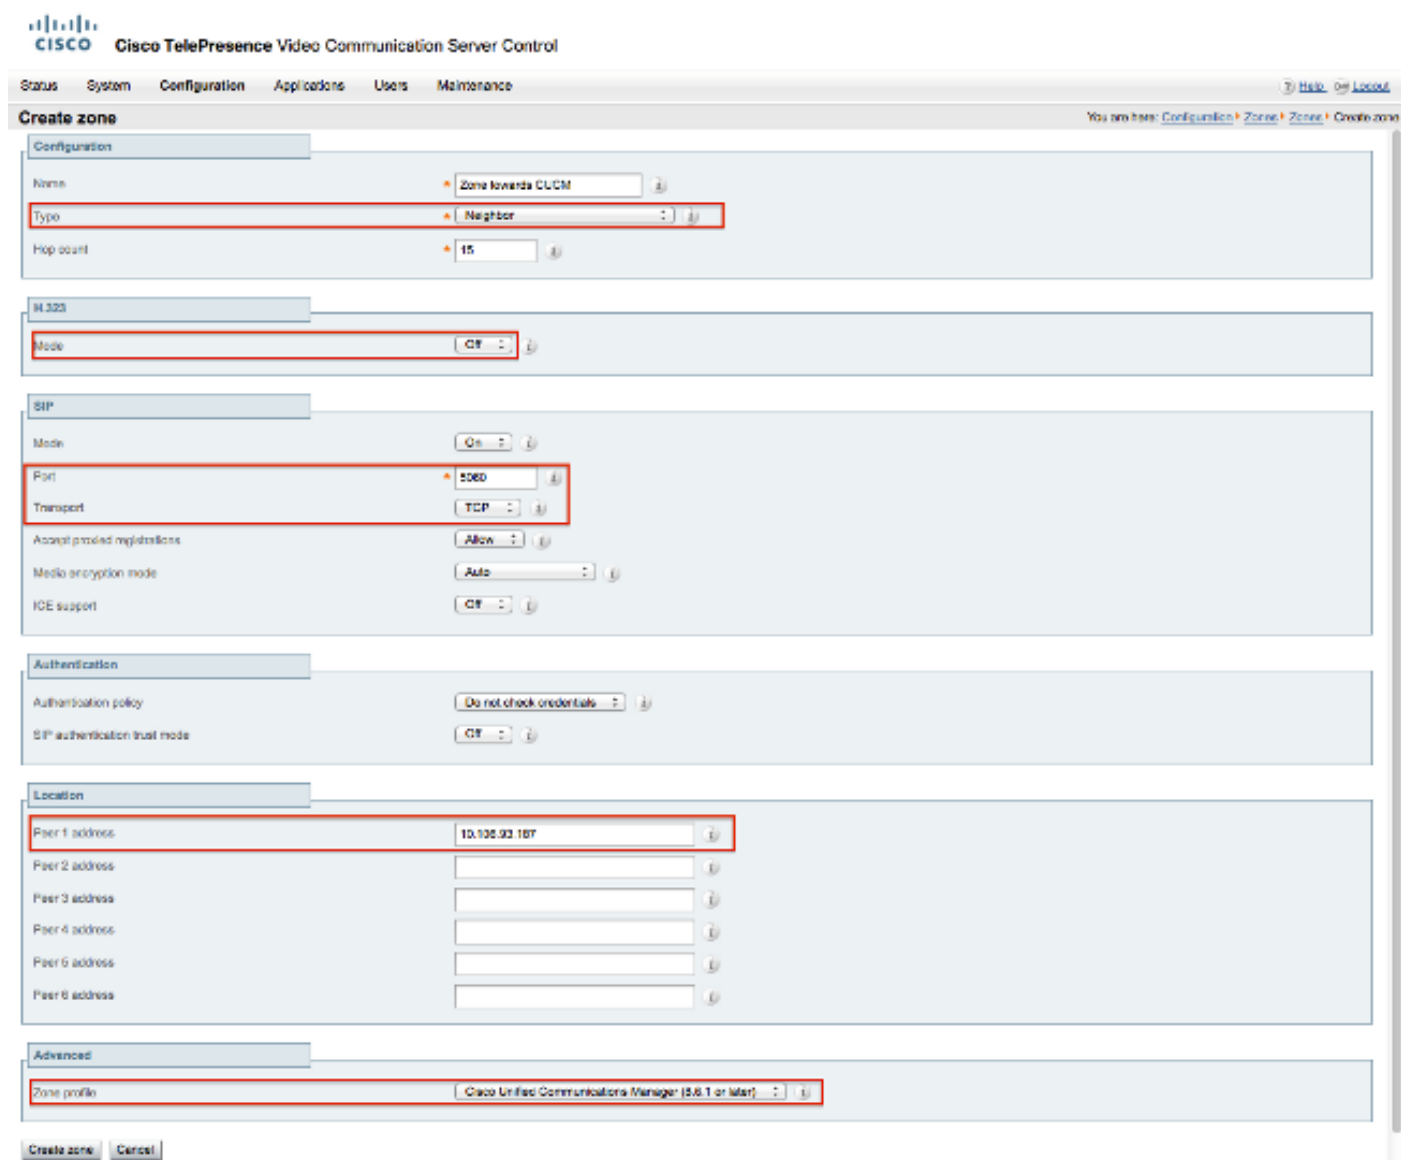 CISCO Cisco TelePresence Video Communication Server Control
Status System Configuration Applications Users Maintenance Help Logout
Create zone You are here: Configuration Zones Zones Create zone
Configuration
Name * Zone towards CUCM
Type * Neighbor
Hop count * 15
H.323
Mode Off
SIP
Mode On
Port * 5060
Transport TCP
Accept proxied registrations Allow
Media encryption mode Auto
ICE support Off
Authentication
Authentication policy Do not check credentials
SIP authentication trust mode Off
Location
Peer 1 address
Peer 2 address
Peer 3 address
Peer 4 address
Peer 5 address
Peer 6 address
Advanced
Zone profile Cisco Unified Communications Manager (8.6.1 or later)
Create zone Cancel